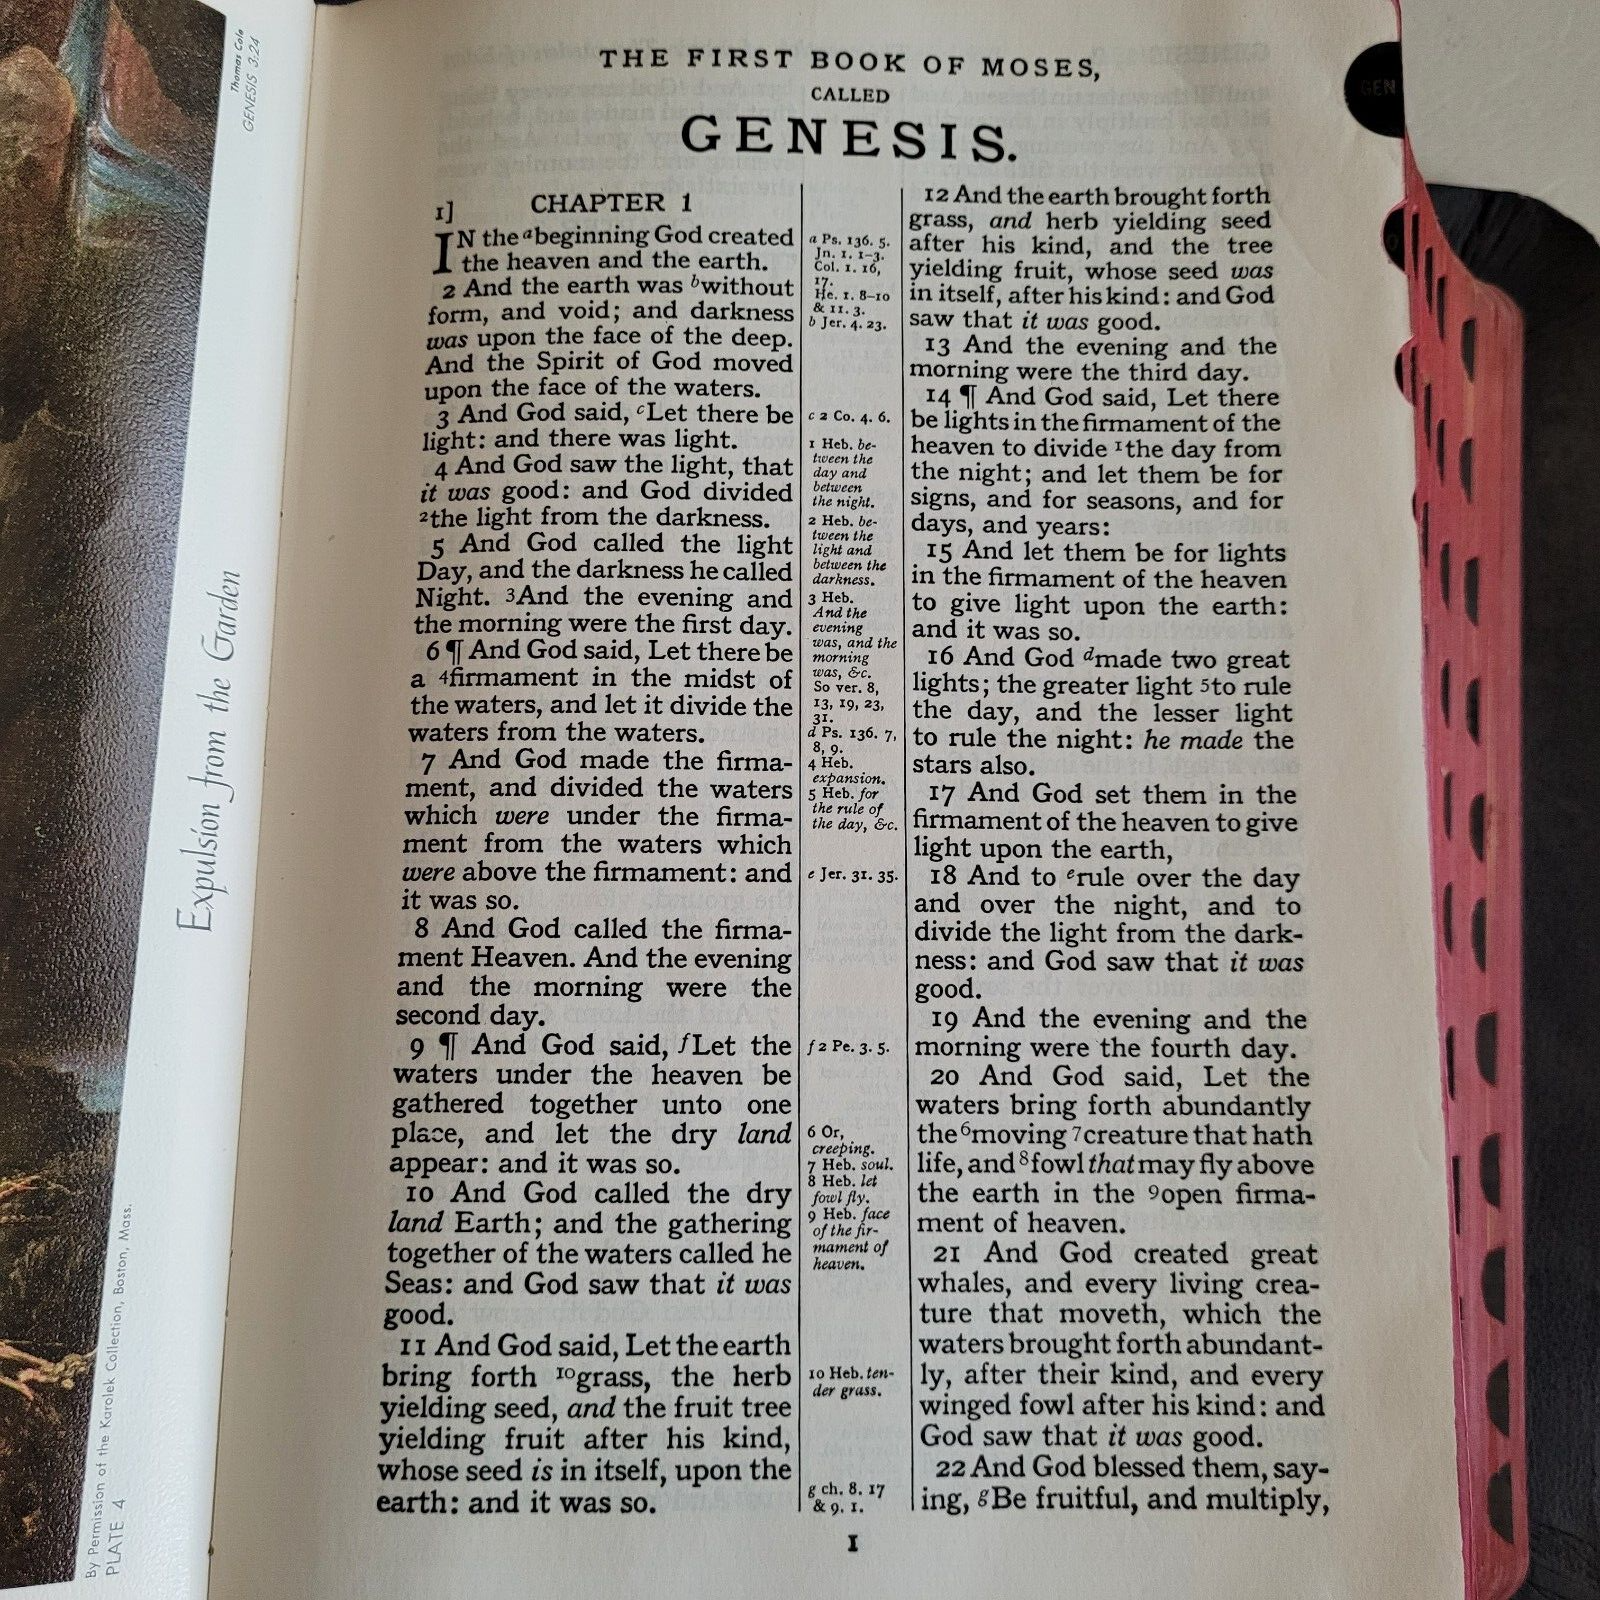 Thomas Cole
GENESIS 3:24
Expulsion from the Garden
By Permission of the Karolek Collection, Boston, Mass.
PLATE 4
THE FIRST BOOK OF MOSES,
CALLED
GENESIS.
1]
CHAPTER 1
IN the ᵃbeginning God created
the heaven and the earth.
2 And the earth was ᵇwithout
form, and void; and darkness
was upon the face of the deep.
And the Spirit of God moved
upon the face of the waters.
3 And God said, ᶜLet there be
light: and there was light.
4 And God saw the light, that
it was good: and God divided
²the light from the darkness.
5 And God called the light
Day, and the darkness he called
Night. ³And the evening and
the morning were the first day.
6 ¶ And God said, Let there be
a ⁴firmament in the midst of
the waters, and let it divide the
waters from the waters.
7 And God made the firma-
ment, and divided the waters
which were under the firma-
ment from the waters which
were above the firmament: and
it was so.
8 And God called the firma-
ment Heaven. And the evening
and the morning were the
second day.
9 ¶ And God said, ᶠLet the
waters under the heaven be
gathered together unto one
place, and let the dry land
appear: and it was so.
10 And God called the dry
land Earth; and the gathering
together of the waters called he
Seas: and God saw that it was
good.
11 And God said, Let the earth
bring forth ¹⁰grass, the herb
yielding seed, and the fruit tree
yielding fruit after his kind,
whose seed is in itself, upon the
earth: and it was so.
a Ps. 136. 5.
Jn. 1. 1–3.
Col. 1. 16,
17.
He. 1. 8–10
& 11. 3.
b Jer. 4. 23.
c 2 Co. 4. 6.
1 Heb. be-
tween the
day and
between
the night.
2 Heb. be-
tween the
light and
between the
darkness.
3 Heb.
And the
evening
was, and the
morning
was, &c.
So ver. 8,
13, 19, 23,
31.
d Ps. 136. 7,
8, 9.
4 Heb.
expansion.
5 Heb. for
the rule of
the day, &c.
e Jer. 31. 35.
f 2 Pe. 3. 5.
6 Or,
creeping.
7 Heb. soul.
8 Heb. let
fowl fly.
9 Heb. face
of the fir-
mament of
heaven.
10 Heb. ten-
der grass.
g ch. 8. 17
& 9. 1.
12 And the earth brought forth
grass, and herb yielding seed
after his kind, and the tree
yielding fruit, whose seed was
in itself, after his kind: and God
saw that it was good.
13 And the evening and the
morning were the third day.
14 ¶ And God said, Let there
be lights in the firmament of the
heaven to divide ¹the day from
the night; and let them be for
signs, and for seasons, and for
days, and years:
15 And let them be for lights
in the firmament of the heaven
to give light upon the earth:
and it was so.
16 And God ᵈmade two great
lights; the greater light ⁵to rule
the day, and the lesser light
to rule the night: he made the
stars also.
17 And God set them in the
firmament of the heaven to give
light upon the earth,
18 And to ᵉrule over the day
and over the night, and to
divide the light from the dark-
ness: and God saw that it was
good.
19 And the evening and the
morning were the fourth day.
20 And God said, Let the
waters bring forth abundantly
the ⁶moving ⁷creature that hath
life, and ⁸fowl that may fly above
the earth in the ⁹open firma-
ment of heaven.
21 And God created great
whales, and every living crea-
ture that moveth, which the
waters brought forth abundant-
ly, after their kind, and every
winged fowl after his kind: and
God saw that it was good.
22 And God blessed them, say-
ing, ᵍBe fruitful, and multiply,
1
GEN